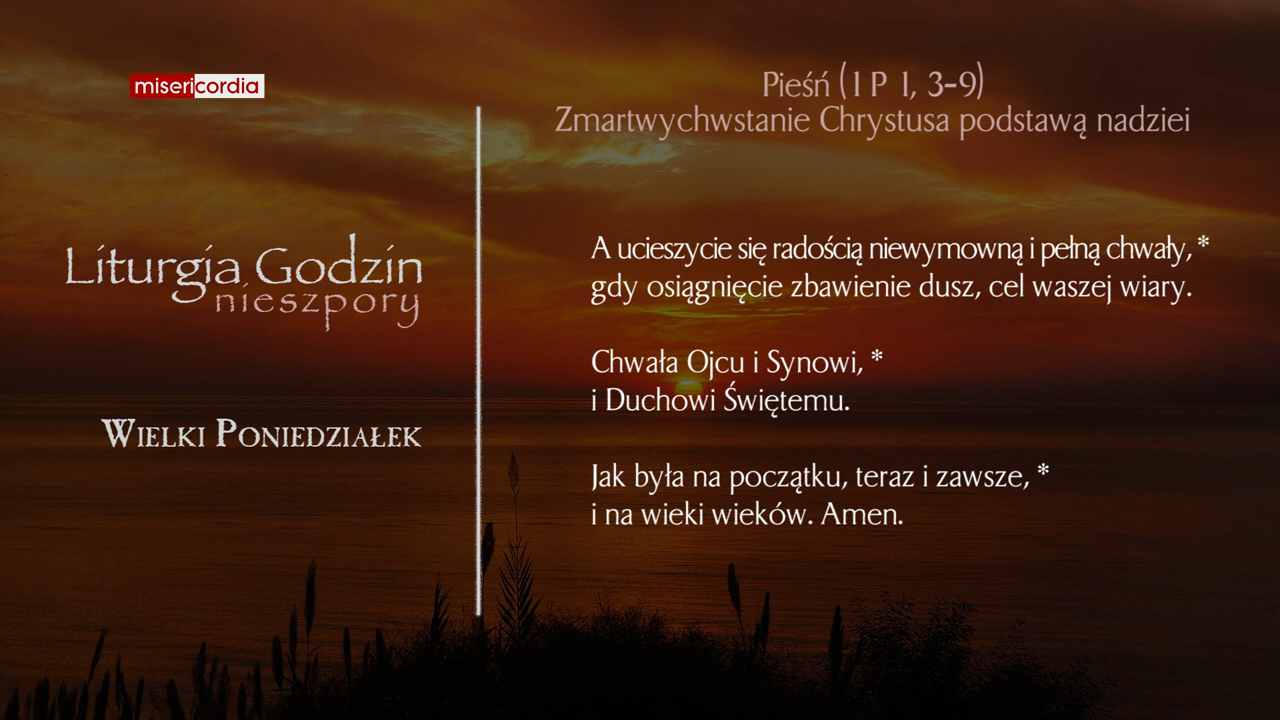 misericordia
Liturgia Godzin
nieszpory
Wielki Poniedziałek
Pieśń (1 P 1, 3-9)
Zmartwychwstanie Chrystusa podstawą nadziei
A ucieszycie się radością niewymowną i pełną chwały, *
gdy osiągnięcie zbawienie dusz, cel waszej wiary.
Chwała Ojcu i Synowi, *
i Duchowi Świętemu.
Jak była na początku, teraz i zawsze, *
i na wieki wieków. Amen.